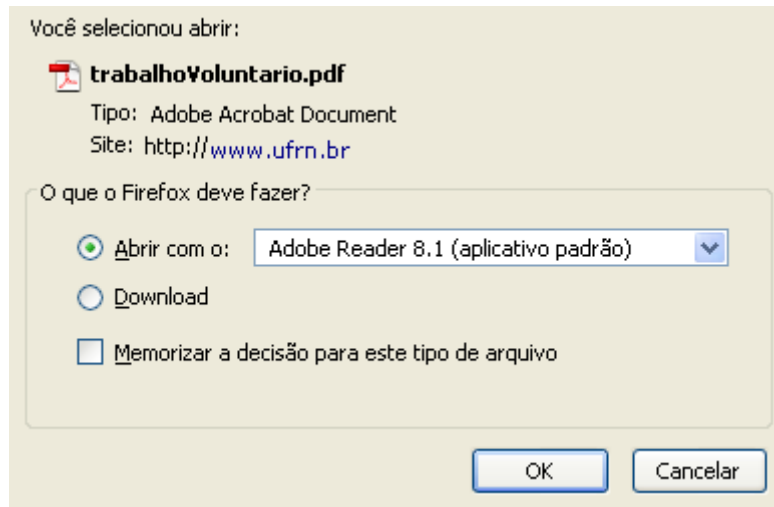 Você selecionou abrir:
trabalhoVoluntario.pdf
Tipo: Adobe Acrobat Document
Site: http://www.ufrn.br
O que o Firefox deve fazer?
Abrir com o: Adobe Reader 8.1 (aplicativo padrão)
Download
Memorizar a decisão para este tipo de arquivo
OK Cancelar